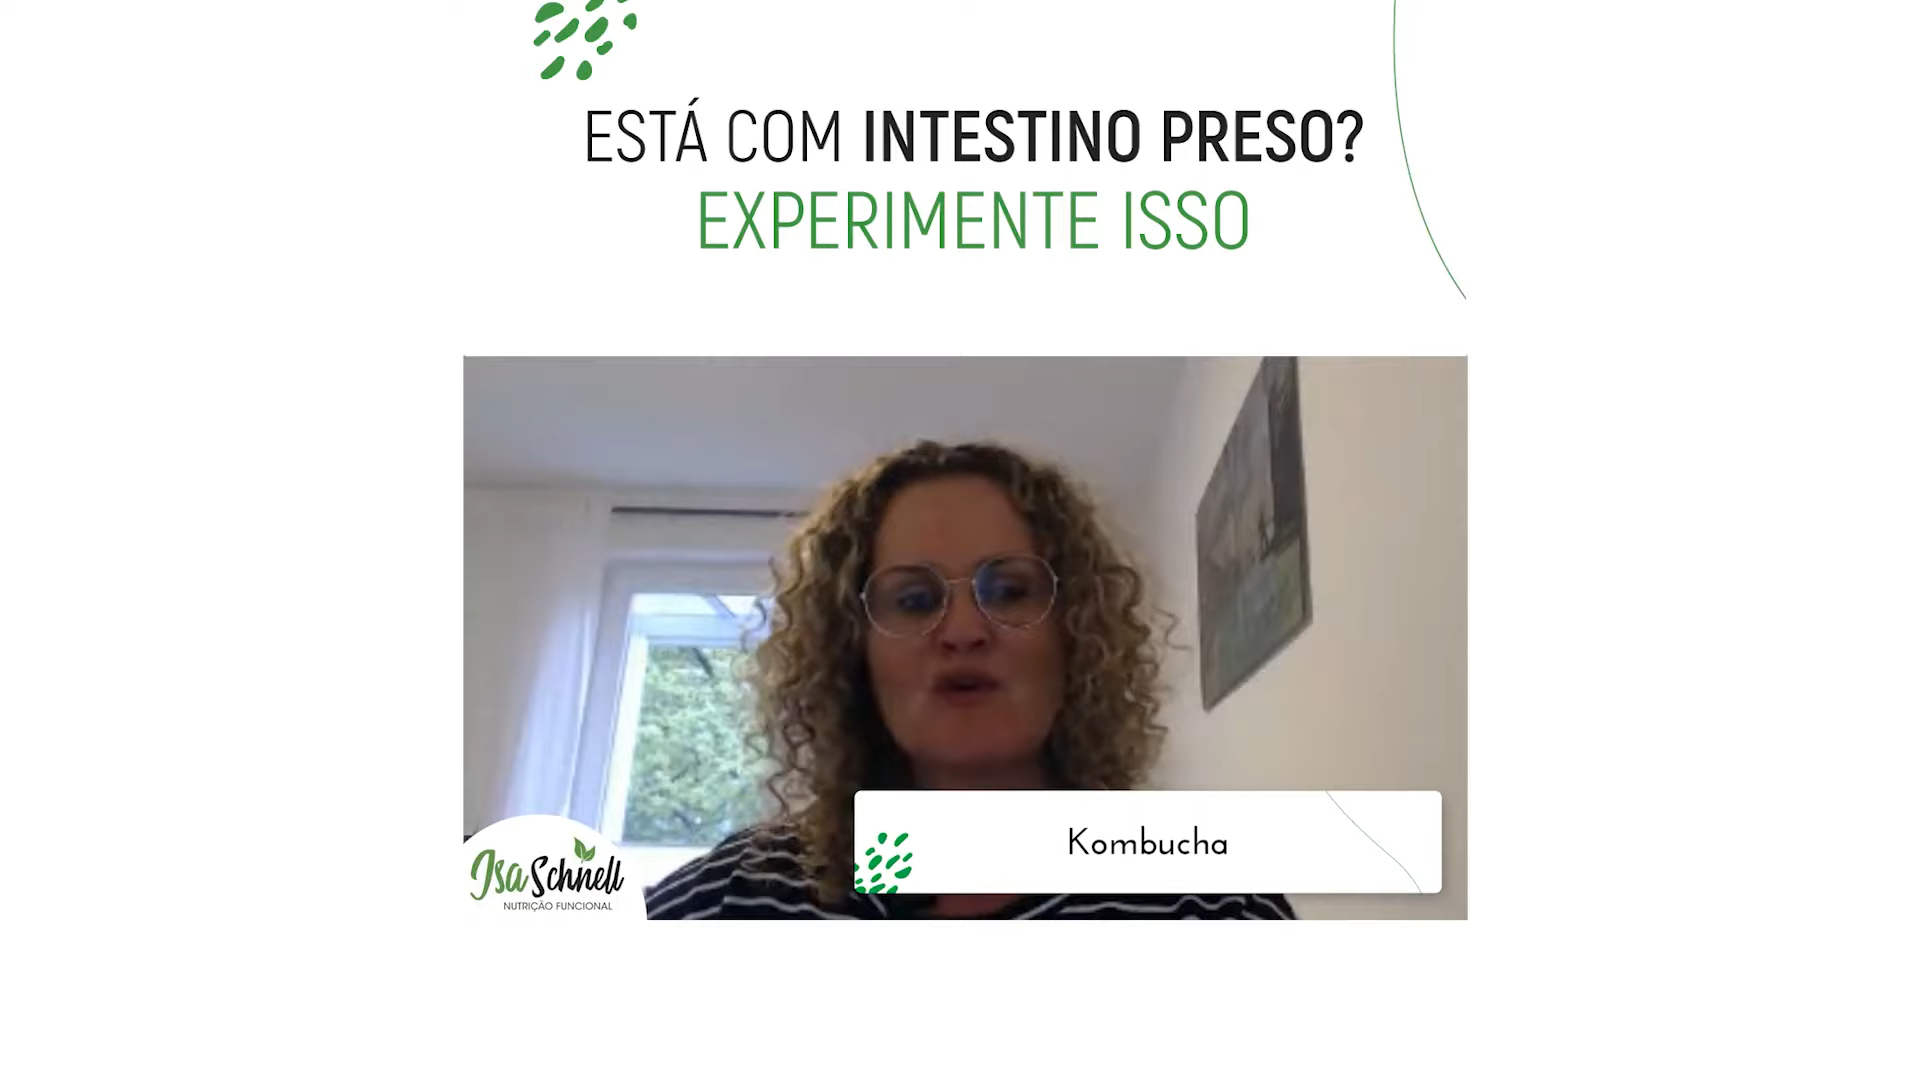 ESTÁ COM INTESTINO PRESO?
EXPERIMENTE ISSO
Kombucha
Isa Schnell
NUTRIÇÃO FUNCIONAL